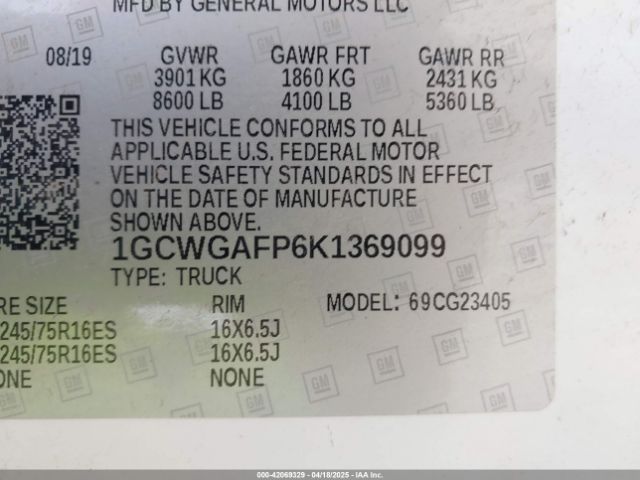 MFD BY GENERAL MOTORS LLC
08/19 GVWR GAWR FRT GAWR RR
3901 KG 1860 KG 2431 KG
8600 LB 4100 LB 5360 LB
THIS VEHICLE CONFORMS TO ALL
APPLICABLE U.S. FEDERAL MOTOR
VEHICLE SAFETY STANDARDS IN EFFECT
ON THE DATE OF MANUFACTURE
SHOWN ABOVE.
1GCWGAFP6K1369099
TYPE: TRUCK
RE SIZE RIM MODEL: 69CG23405
245/75R16ES 16X6.5J
245/75R16ES 16X6.5J
ONE NONE
000-42069329 - 04/18/2025 - IAA Inc.